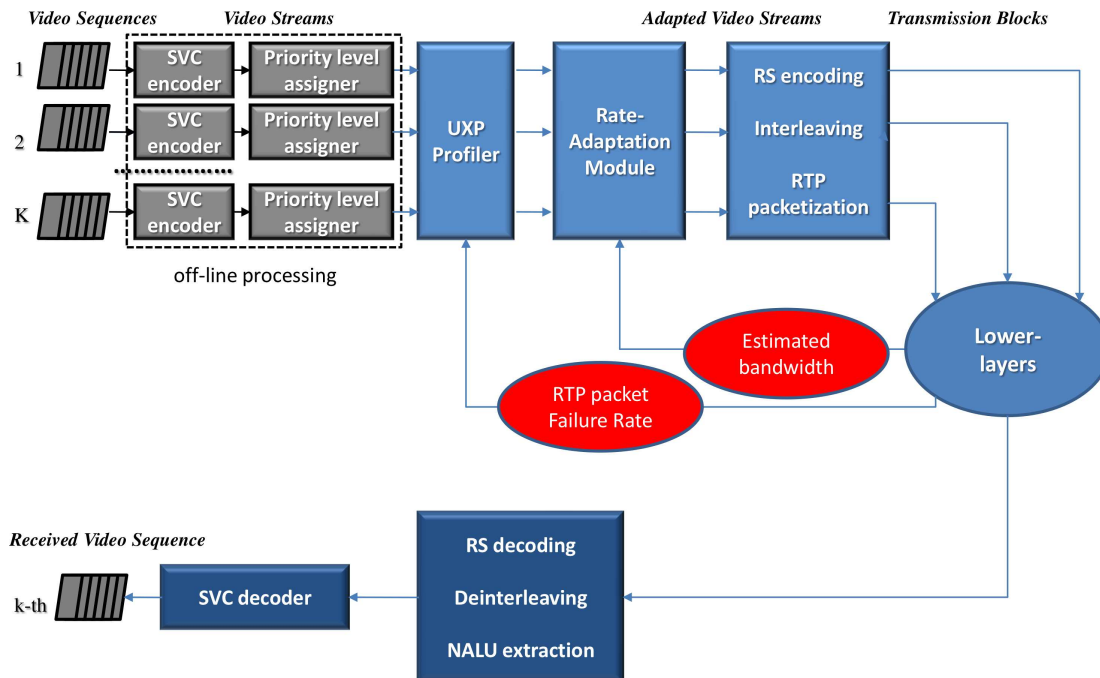 Video Sequences
Video Streams
Adapted Video Streams
Transmission Blocks
1
SVC
encoder
Priority level
assigner
2
SVC
encoder
Priority level
assigner
K
SVC
encoder
Priority level
assigner
off-line processing
UXP
Profiler
Rate-
Adaptation
Module
RS encoding
Interleaving
RTP
packetization
Lower-
layers
Estimated
bandwidth
RTP packet
Failure Rate
Received Video Sequence
k-th
SVC decoder
RS decoding
Deinterleaving
NALU extraction